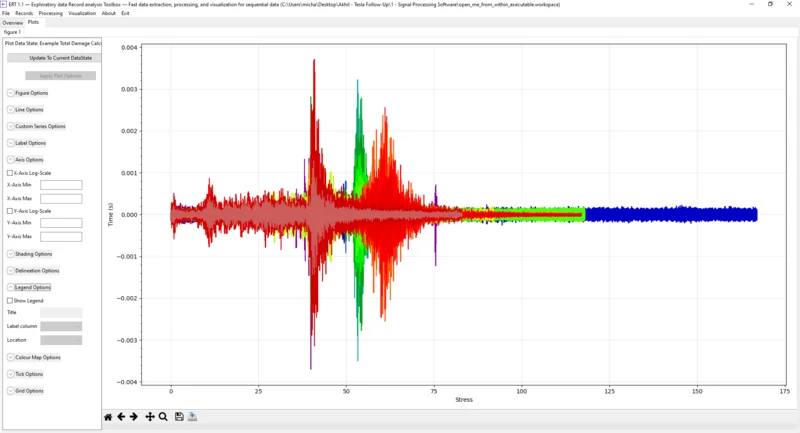 ERT 1.1 — Exploritory data Record analysis Toolbox — Fast data extraction, processing, and visualisation for sequential data (C:\Users\micha\Desktop\Akhil - Tesla Follow-Up\1 - Signal Processing Software\open_me_from_within_executable.workspace)
File Records Processing Visualization About Exit
Overview Plots
figure 1
Plot Data State: Example Total Damage Calc
Update To Current DataState
Apply Plot Options
Figure Options
Line Options
Custom Series Options
Label Options
Axis Options
X-Axis Log-Scale
X-Axis Min
X-Axis Max
Y-Axis Log-Scale
Y-Axis Min
Y-Axis Max
Shading Options
Delineation Options
Legend Options
Show Legend
Title
Label column
Location
Colour Map Options
Tick Options
Grid Options
0.004
0.003
0.002
0.001
0.000
−0.001
−0.002
−0.003
−0.004
Time (s)
0 25 50 75 100 125 150 175
Stress